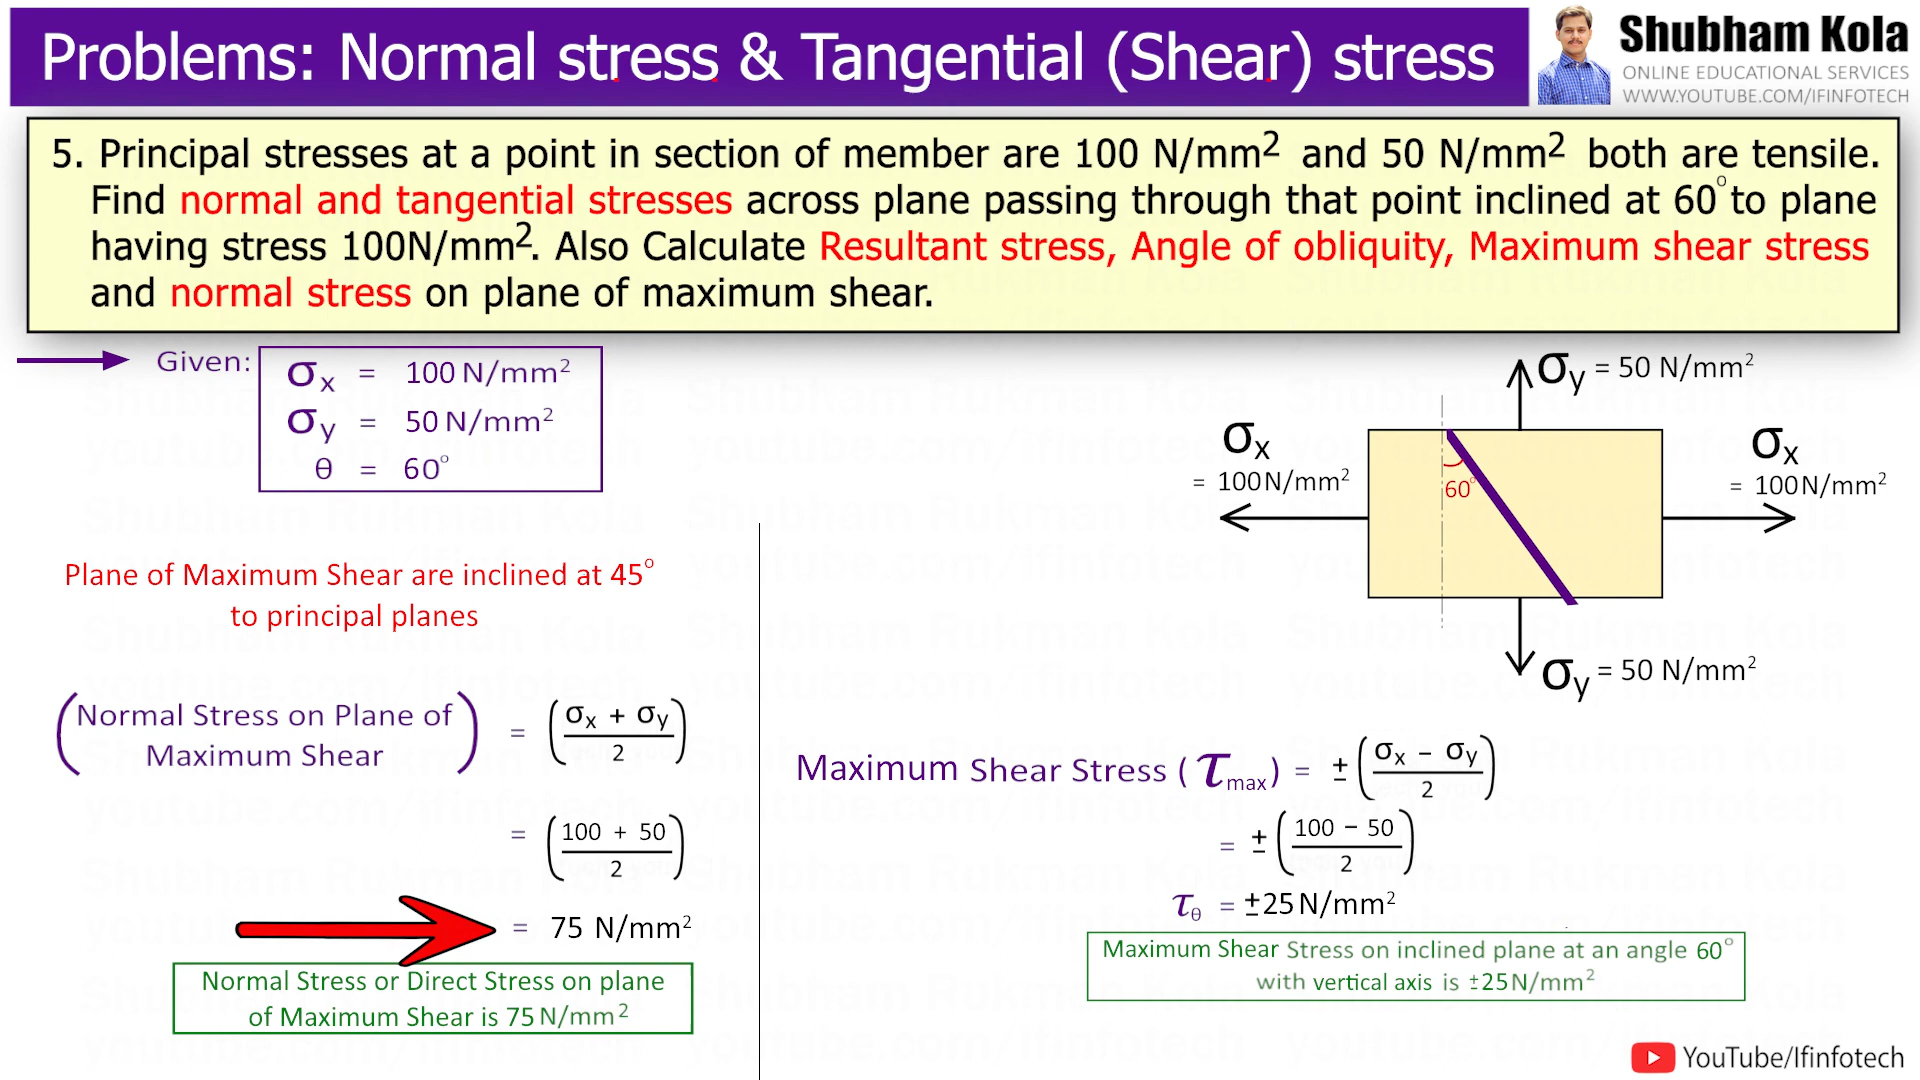 Problems: Normal stress & Tangential (Shear) stress
Shubham Kola
ONLINE EDUCATIONAL SERVICES
WWW.YOUTUBE.COM/IFINFOTECH
5. Principal stresses at a point in section of member are 100 N/mm² and 50 N/mm² both are tensile.
Find normal and tangential stresses across plane passing through that point inclined at 60° to plane
having stress 100N/mm². Also Calculate Resultant stress, Angle of obliquity, Maximum shear stress
and normal stress on plane of maximum shear.
Given:
σx = 100 N/mm²
σy = 50 N/mm²
θ = 60°
Plane of Maximum Shear are inclined at 45°
to principal planes
(Normal Stress on Plane of Maximum Shear) = ((σx + σy)/2)
= ((100 + 50)/2)
= 75 N/mm²
Normal Stress or Direct Stress on plane
of Maximum Shear is 75 N/mm²
σy = 50 N/mm²
σx
= 100N/mm²
σx
= 100N/mm²
60°
σy = 50 N/mm²
Maximum Shear Stress (τmax) = ± ((σx − σy)/2)
= ± ((100 − 50)/2)
τθ = ±25 N/mm²
Maximum Shear Stress on inclined plane at an angle 60°
with vertical axis is ±25N/mm²
YouTube/Ifinfotech
Shubham Rukman Kola
youtube.com/ifinfotech